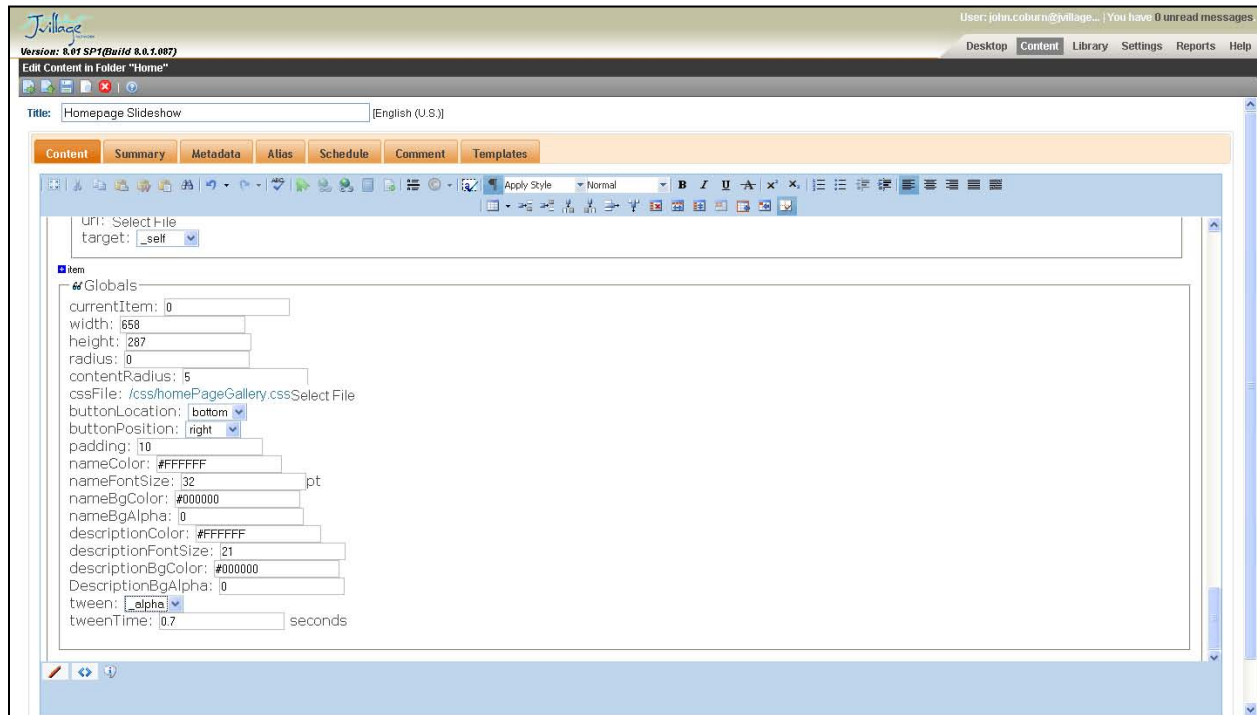 Jvillage
User: john.coburn@jvillage... | You have 0 unread messages
Version: 8.01 SP1(Build 8.0.1.087)
Desktop Content Library Settings Reports Help
Edit Content in Folder "Home"
Title: Homepage Slideshow [English (U.S.)]
Content Summary Metadata Alias Schedule Comment Templates
Apply Style Normal B I U A x² x₂
url: Select File
target: _self
item
Globals
currentItem: 0
width: 658
height: 287
radius: 0
contentRadius: 5
cssFile: /css/homePageGallery.cssSelect File
buttonLocation: bottom
buttonPosition: right
padding: 10
nameColor: #FFFFFF
nameFontSize: 32 pt
nameBgColor: #000000
nameBgAlpha: 0
descriptionColor: #FFFFFF
descriptionFontSize: 21
descriptionBgColor: #000000
DescriptionBgAlpha: 0
tween: _alpha
tweenTime: 0.7 seconds